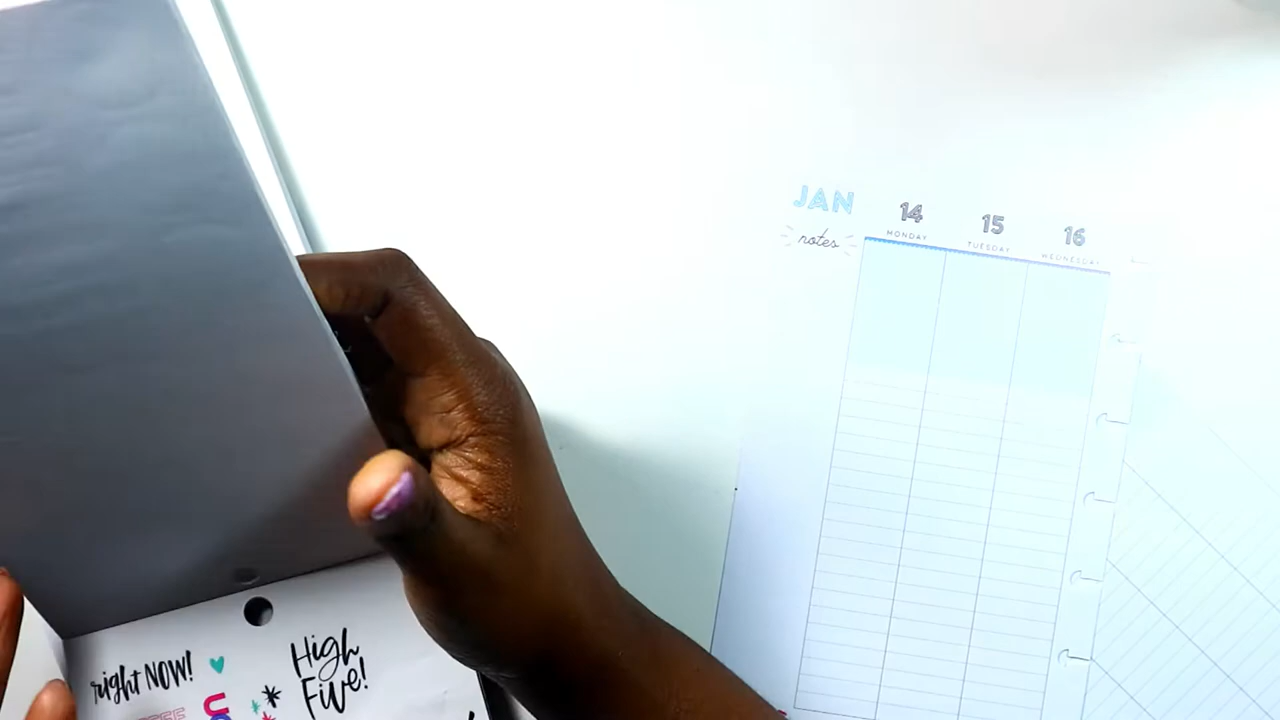 JAN
notes
14
MONDAY
15
TUESDAY
16
WEDNESDAY
right NOW!
High
Five!